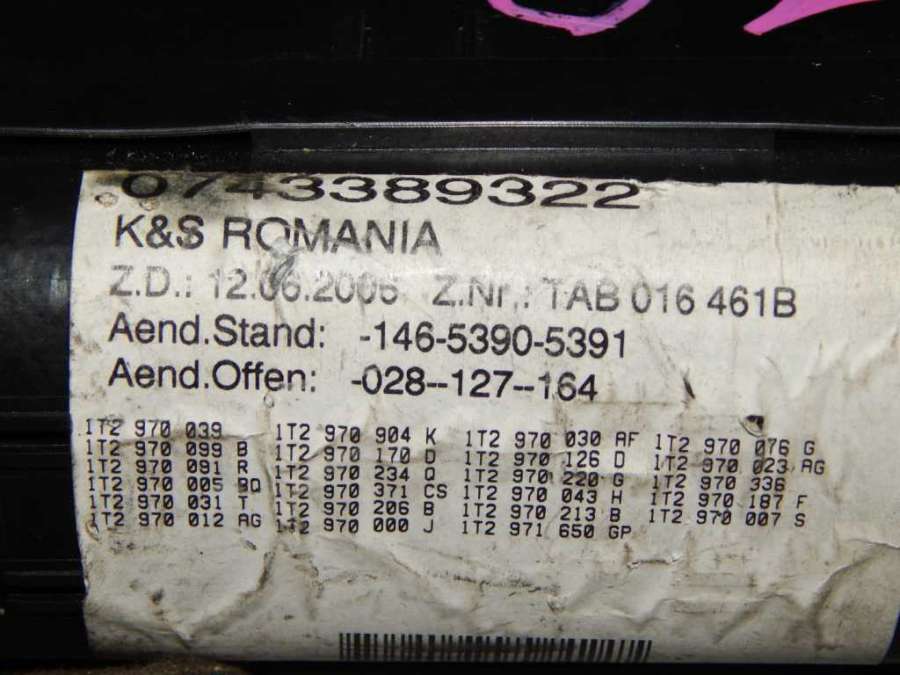 0743389322
K&S ROMANIA
Z.D.: 12.06.2006 Z.Nr.: TAB 016 461B
Aend.Stand: -146-5390-5391
Aend.Offen: -028--127--164
1T2 970 039 1T2 970 904 K 1T2 970 030 AF 1T2 970 076 G
1T2 970 099 B 1T2 970 170 D 1T2 970 126 D 1T2 970 023 AG
1T2 970 091 R 1T2 970 234 Q 1T2 970 220 G 1T2 970 336
1T2 970 005 BQ 1T2 970 371 CS 1T2 970 043 H 1T2 970 187 F
1T2 970 031 T 1T2 970 206 B 1T2 970 213 B 1T2 970 007 S
1T2 970 012 AG 1T2 970 000 J 1T2 971 650 GP